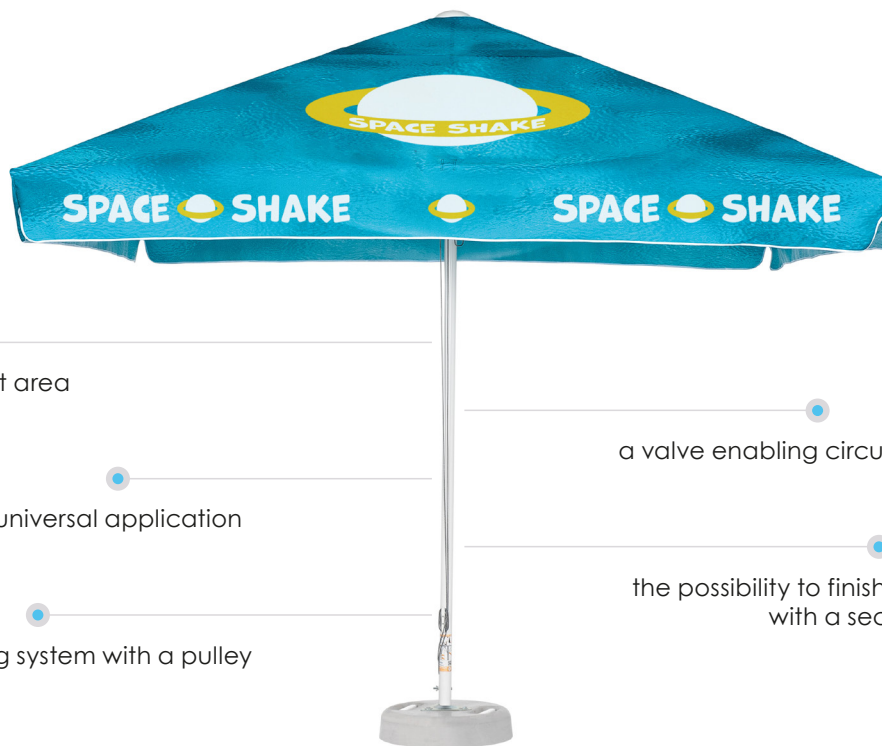 SPACE SHAKE
SPACE SHAKE
SPACE SHAKE
t area
a valve enabling circu
universal application
the possibility to finish
with a sec
g system with a pulley